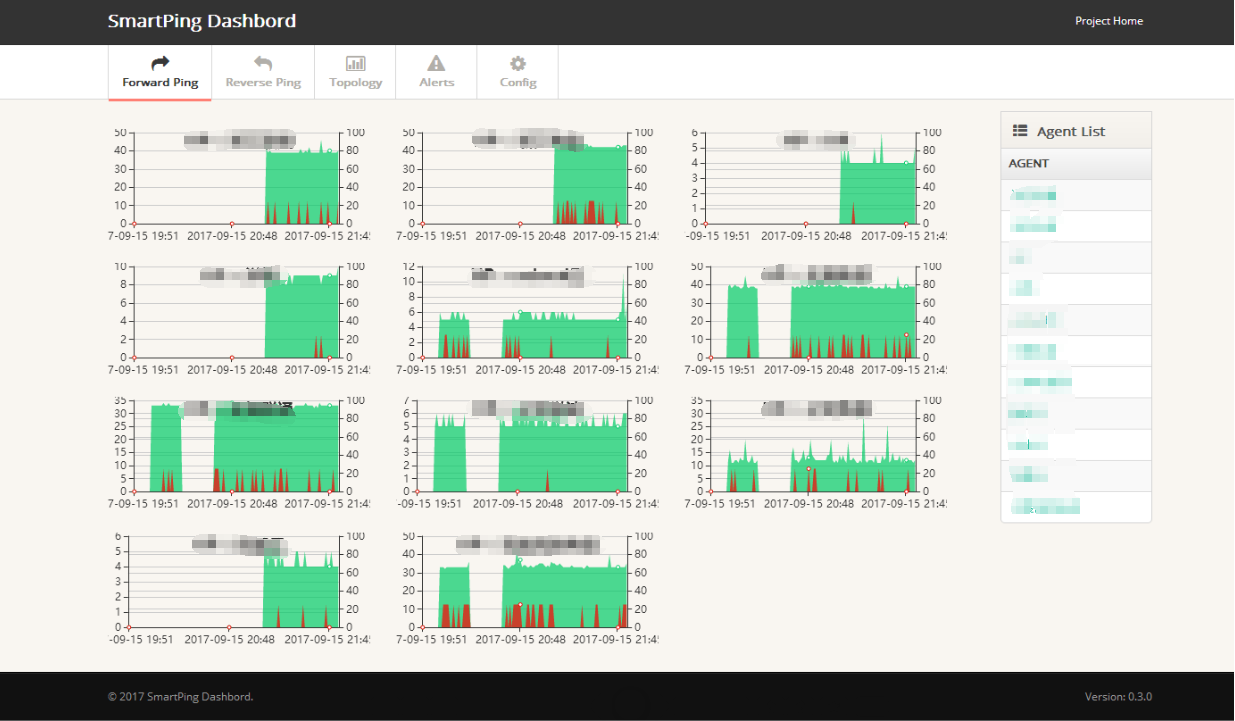 SmartPing Dashbord
Project Home
Forward Ping
Reverse Ping
Topology
Alerts
Config
50 40 30 20 10 0
100 80 60 40 20 0
7-09-15 19:51 2017-09-15 20:48 2017-09-15 21:45
50 40 30 20 10 0
100 80 60 40 20 0
7-09-15 19:51 2017-09-15 20:48 2017-09-15 21:45
6 5 4 3 2 1 0
100 80 60 40 20 0
-09-15 19:51 2017-09-15 20:48 2017-09-15 21:45
10 8 6 4 2 0
100 80 60 40 20 0
7-09-15 19:51 2017-09-15 20:48 2017-09-15 21:45
12 10 8 6 4 2 0
100 80 60 40 20 0
7-09-15 19:51 2017-09-15 20:48 2017-09-15 21:45
50 40 30 20 10 0
100 80 60 40 20 0
7-09-15 19:51 2017-09-15 20:48 2017-09-15 21:45
35 30 25 20 15 10 5 0
100 80 60 40 20 0
7-09-15 19:51 2017-09-15 20:48 2017-09-15 21:45
7 6 5 4 3 2 1 0
100 80 60 40 20 0
-09-15 19:51 2017-09-15 20:48 2017-09-15 21:45
35 30 25 20 15 10 5 0
100 80 60 40 20 0
7-09-15 19:51 2017-09-15 20:48 2017-09-15 21:45
6 5 4 3 2 1 0
100 80 60 40 20 0
-09-15 19:51 2017-09-15 20:48 2017-09-15 21:45
50 40 30 20 10 0
100 80 60 40 20 0
7-09-15 19:51 2017-09-15 20:48 2017-09-15 21:45
Agent List
AGENT
© 2017 SmartPing Dashbord.
Version: 0.3.0